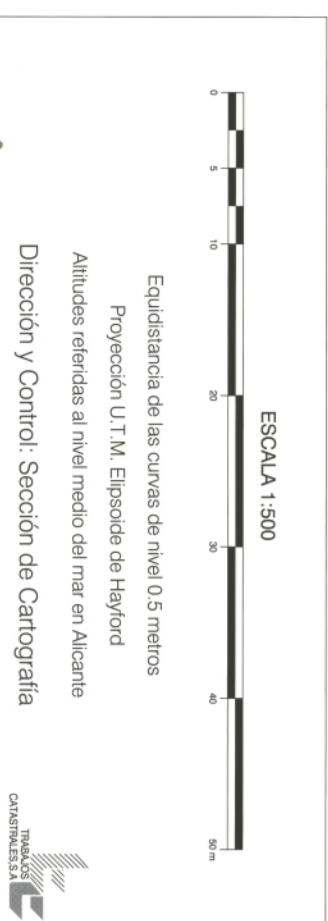 ESCALA 1:500
0 5 10 20 30 40 50 m
Equidistancia de las curvas de nivel 0.5 metros
Proyección U.T.M. Elipsoide de Hayford
Altitudes referidas al nivel medio del mar en Alicante
Dirección y Control: Sección de Cartografía
TRABAJOS
CATASTRALES,S.A